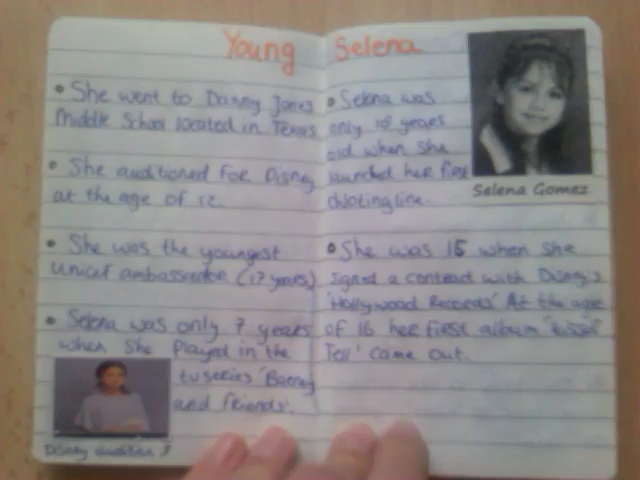 Young Selena
• She went to Danny Jones
Middle School located in Texas
• She auditioned for Disney
at the age of 12.
• She was the youngest
Unicef ambassador (17 years)
• Selena was only 7 years
when she played in the
tv series 'Barney
and Friends'.
Disney audition
• Selena was
only 18 years
old when she
launched her first
clotingline.
Selena Gomez
• She was 15 when she
signed a contract with Disney's
'Hollywood Records' At the age
of 16 her first album
Tell' came out.